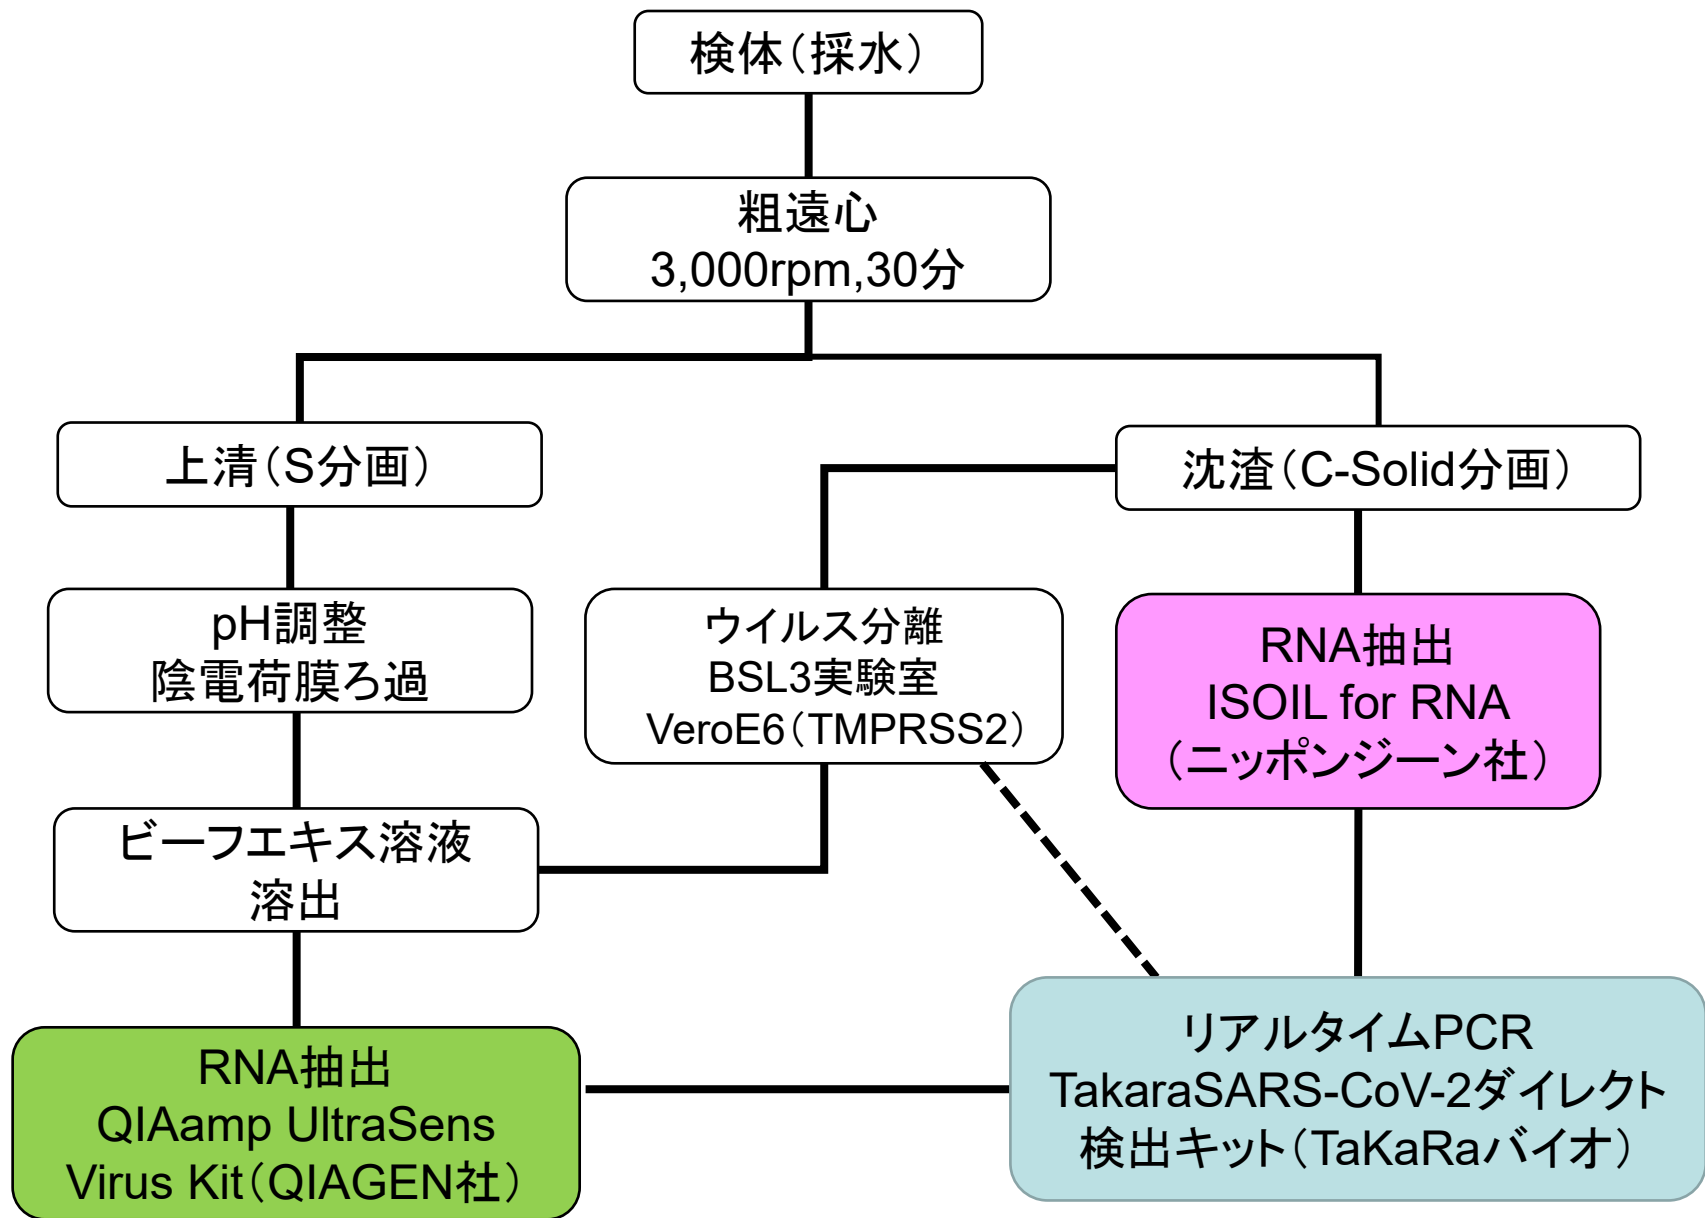 検体（採水）
粗遠心
3,000rpm,30分
上清（S分画）
沈渣（C-Solid分画）
pH調整
陰電荷膜ろ過
ウイルス分離
BSL3実験室
VeroE6（TMPRSS2）
RNA抽出
ISOIL for RNA
（ニッポンジーン社）
ビーフエキス溶液
溶出
RNA抽出
QIAamp UltraSens
Virus Kit（QIAGEN社）
リアルタイムPCR
TakaraSARS-CoV-2ダイレクト
検出キット（TaKaRaバイオ）